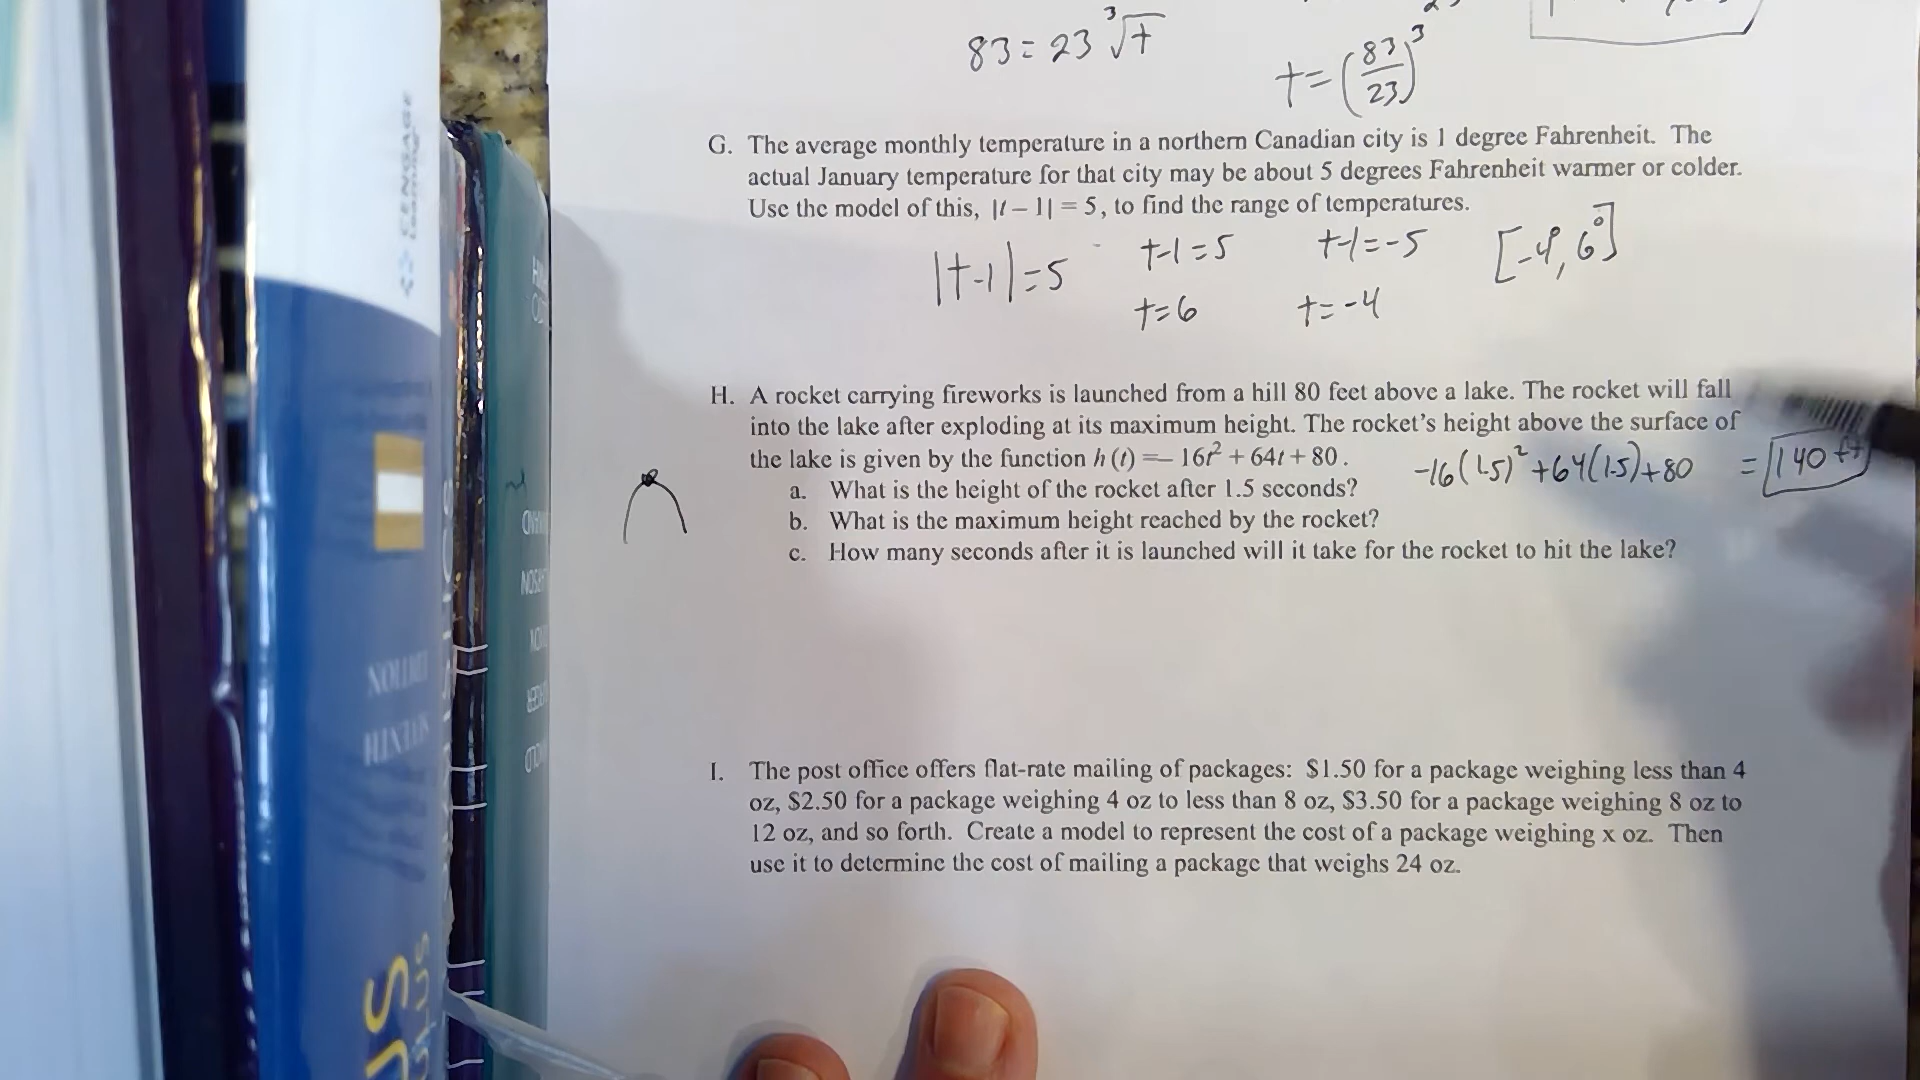 83 = 23 ∛t
t = (83/23)³
G. The average monthly temperature in a northern Canadian city is 1 degree Fahrenheit. The
actual January temperature for that city may be about 5 degrees Fahrenheit warmer or colder.
Use the model of this, |t – 1| = 5, to find the range of temperatures.
|t-1| = 5 t-1 = 5 t-1 = -5 [-4, 6°]
t = 6 t = -4
H. A rocket carrying fireworks is launched from a hill 80 feet above a lake. The rocket will fall
into the lake after exploding at its maximum height. The rocket's height above the surface of
the lake is given by the function h (t) = – 16t² + 64t + 80.
-16(1.5)² + 64(1.5) + 80 = 140 ft
a. What is the height of the rocket after 1.5 seconds?
b. What is the maximum height reached by the rocket?
c. How many seconds after it is launched will it take for the rocket to hit the lake?
I. The post office offers flat-rate mailing of packages: $1.50 for a package weighing less than 4
oz, $2.50 for a package weighing 4 oz to less than 8 oz, $3.50 for a package weighing 8 oz to
12 oz, and so forth. Create a model to represent the cost of a package weighing x oz. Then
use it to determine the cost of mailing a package that weighs 24 oz.
CENGAGE
Learning